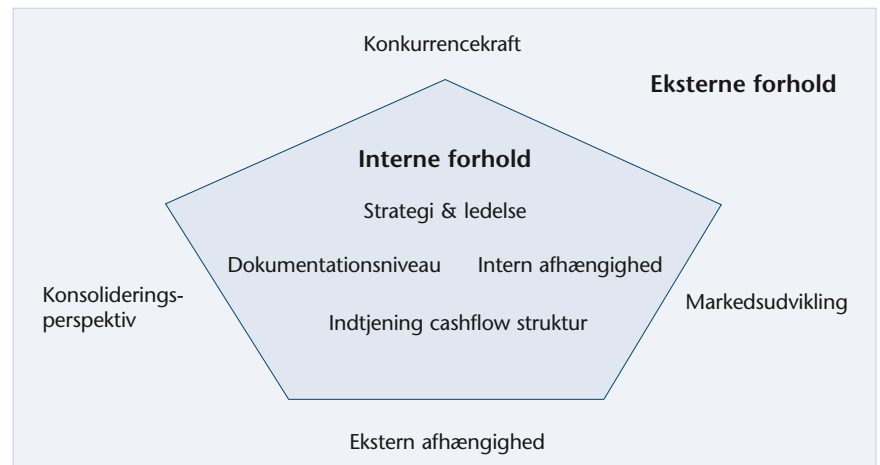 Konkurrencekraft
Eksterne forhold
Interne forhold
Strategi & ledelse
Dokumentationsniveau
Intern afhængighed
Konsoliderings-
perspektiv
Markedsudvikling
Indtjening cashflow struktur
Ekstern afhængighed